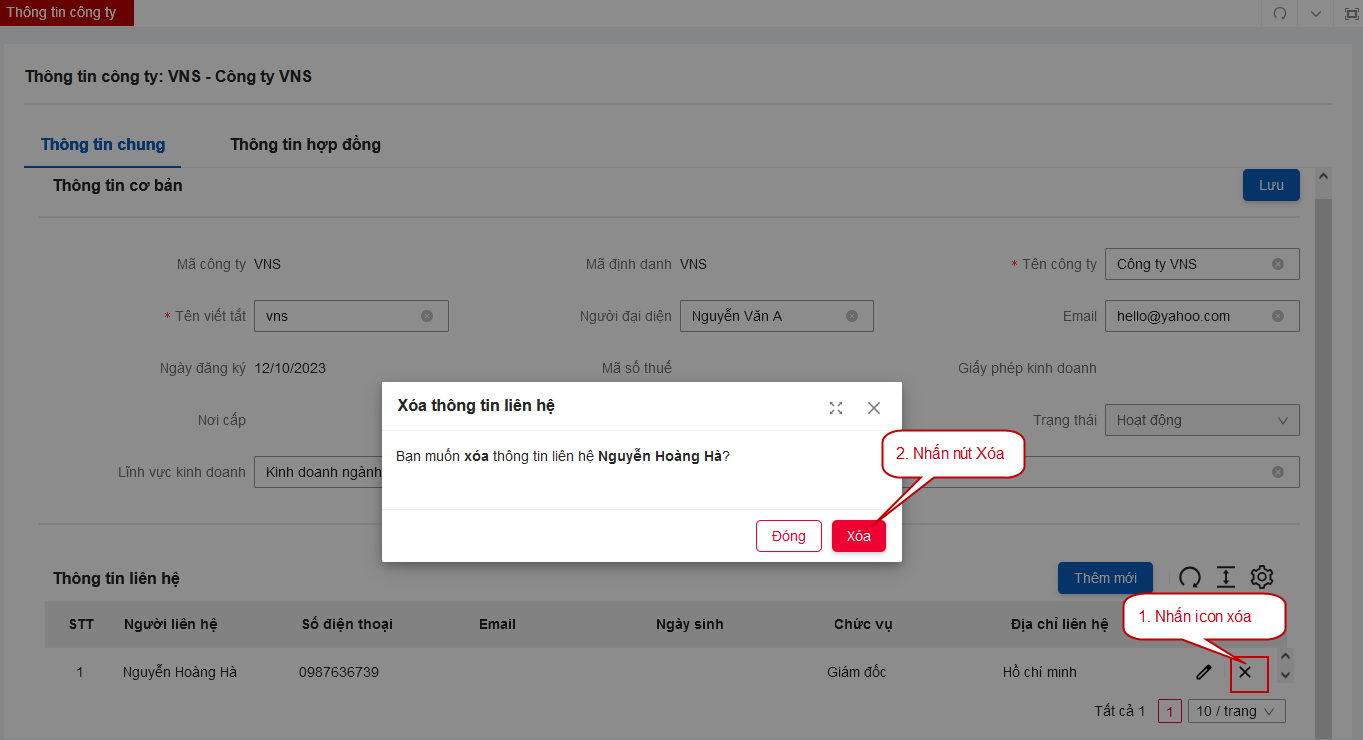 Thông tin công ty
Thông tin công ty: VNS - Công ty VNS
Thông tin chung
Thông tin hợp đồng
Thông tin cơ bản
Lưu
Mã công ty VNS
Mã định danh VNS
* Tên công ty Công ty VNS
* Tên viết tắt vns
Người đại diện Nguyễn Văn A
Email hello@yahoo.com
Ngày đăng ký 12/10/2023
Mã số thuế
Giấy phép kinh doanh
Nơi cấp
Trạng thái Hoạt động
Lĩnh vực kinh doanh Kinh doanh ngành
Xóa thông tin liên hệ
Bạn muốn xóa thông tin liên hệ Nguyễn Hoàng Hà?
Đóng
Xóa
2. Nhấn nút Xóa
Thông tin liên hệ
Thêm mới
1. Nhấn icon xóa
STT Người liên hệ Số điện thoại Email Ngày sinh Chức vụ Địa chỉ liên hệ
1 Nguyễn Hoàng Hà 0987636739 Giám đốc Hồ chí minh
Tất cả 1 1 10 / trang